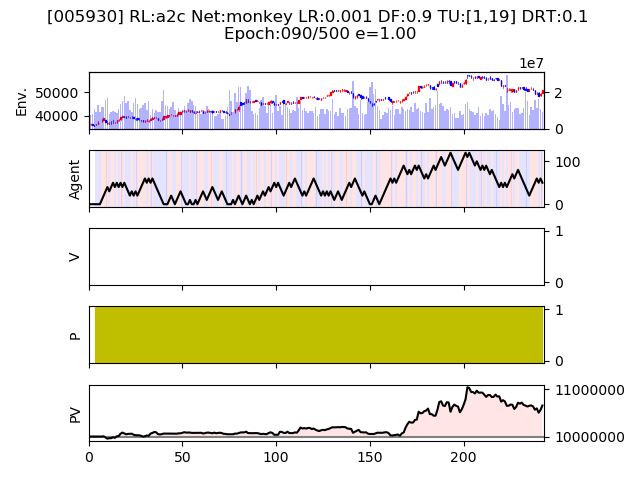 [005930] RL:a2c Net:monkey LR:0.001 DF:0.9 TU:[1,19] DRT:0.1
Epoch:090/500 e=1.00
1e7
Env.
50000
40000
2
0
Agent
100
0
V
1
0
P
1
0
PV
11000000
10000000
0 50 100 150 200